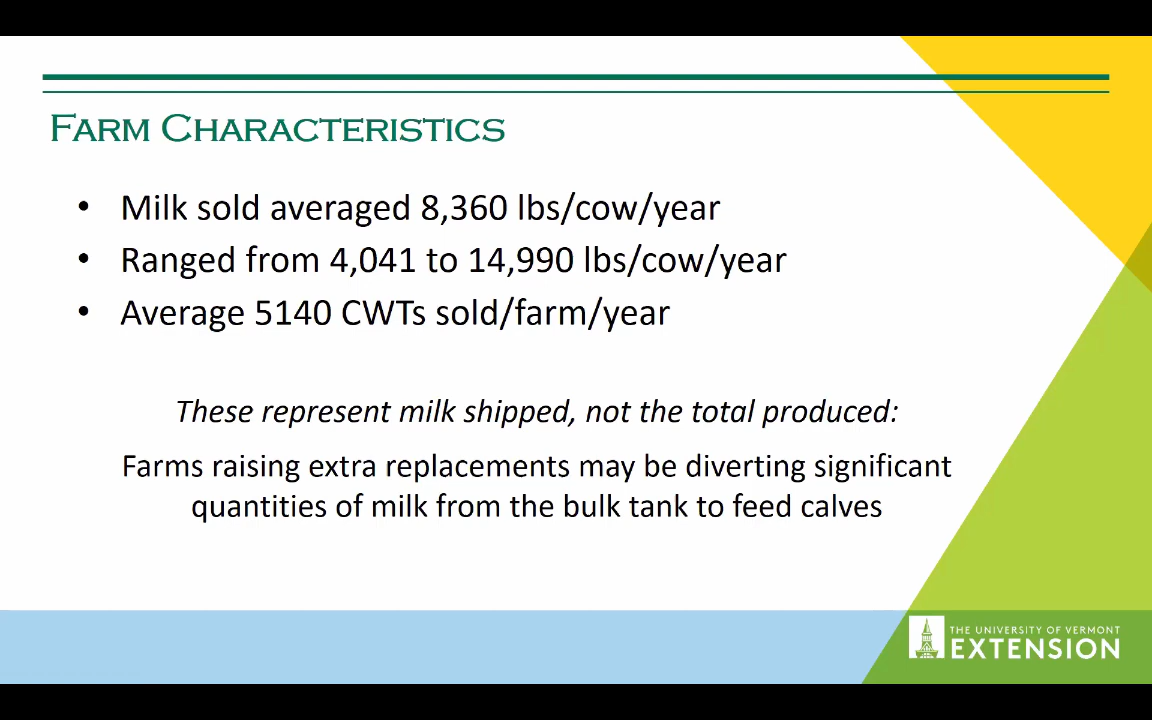 Farm Characteristics
• Milk sold averaged 8,360 lbs/cow/year
• Ranged from 4,041 to 14,990 lbs/cow/year
• Average 5140 CWTs sold/farm/year
These represent milk shipped, not the total produced:
Farms raising extra replacements may be diverting significant
quantities of milk from the bulk tank to feed calves
THE UNIVERSITY OF VERMONT
EXTENSION